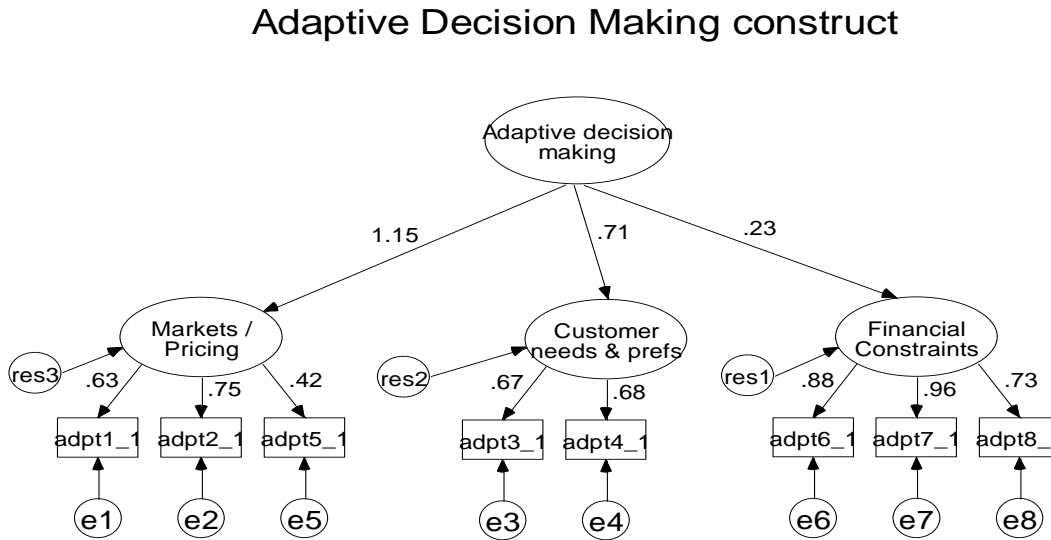 Adaptive Decision Making construct
Adaptive decision
making
1.15
.71
.23
Markets /
Pricing
Customer
needs & prefs
Financial
Constraints
res3
res2
res1
.63
.75
.42
.67
.68
.88
.96
.73
adpt1_1
adpt2_1
adpt5_1
adpt3_1
adpt4_1
adpt6_1
adpt7_1
adpt8_
e1
e2
e5
e3
e4
e6
e7
e8